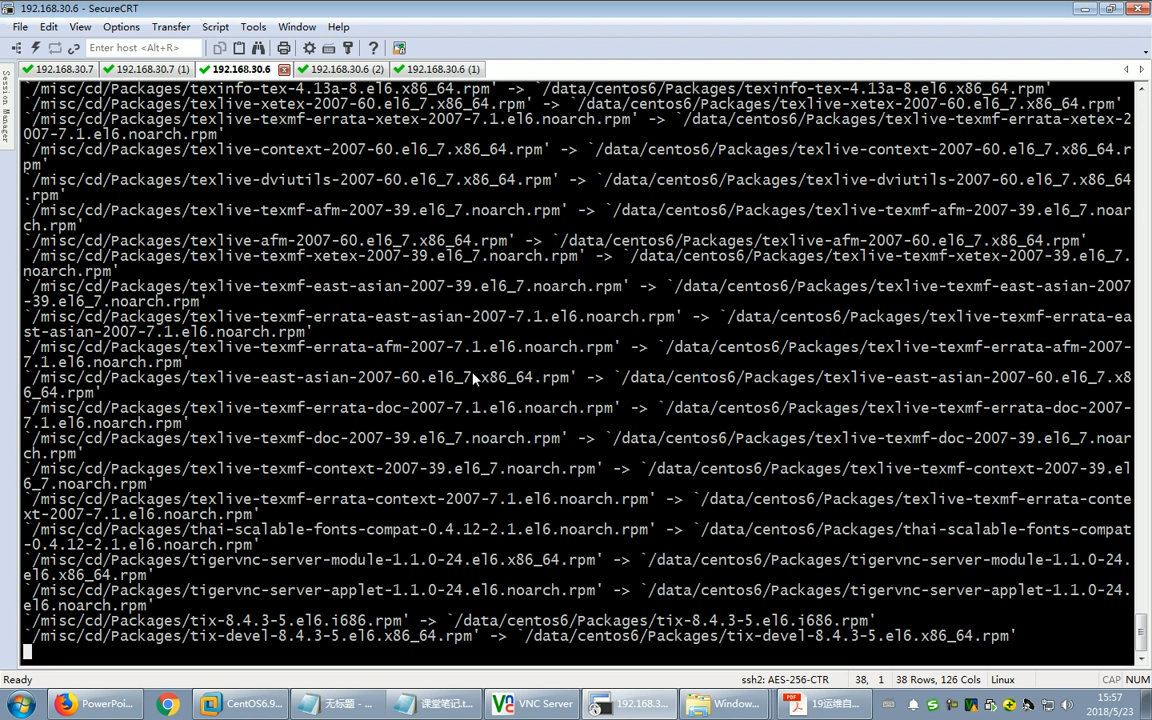 192.168.30.6 - SecureCRT
File Edit View Options Transfer Script Tools Window Help
Enter host <Alt+R>
Session Manager
192.168.30.7 192.168.30.7 (1) 192.168.30.6 192.168.30.6 (2) 192.168.30.6 (1)
`/misc/cd/Packages/texinfo-tex-4.13a-8.el6.x86_64.rpm' -> `/data/centos6/Packages/texinfo-tex-4.13a-8.el6.x86_64.rpm'
`/misc/cd/Packages/texlive-xetex-2007-60.el6_7.x86_64.rpm' -> `/data/centos6/Packages/texlive-xetex-2007-60.el6_7.x86_64.rpm'
`/misc/cd/Packages/texlive-texmf-errata-xetex-2007-7.1.el6.noarch.rpm' -> `/data/centos6/Packages/texlive-texmf-errata-xetex-2
007-7.1.el6.noarch.rpm'
`/misc/cd/Packages/texlive-context-2007-60.el6_7.x86_64.rpm' -> `/data/centos6/Packages/texlive-context-2007-60.el6_7.x86_64.r
pm'
`/misc/cd/Packages/texlive-dviutils-2007-60.el6_7.x86_64.rpm' -> `/data/centos6/Packages/texlive-dviutils-2007-60.el6_7.x86_64
.rpm'
`/misc/cd/Packages/texlive-texmf-afm-2007-39.el6_7.noarch.rpm' -> `/data/centos6/Packages/texlive-texmf-afm-2007-39.el6_7.noar
ch.rpm'
`/misc/cd/Packages/texlive-afm-2007-60.el6_7.x86_64.rpm' -> `/data/centos6/Packages/texlive-afm-2007-60.el6_7.x86_64.rpm'
`/misc/cd/Packages/texlive-texmf-xetex-2007-39.el6_7.noarch.rpm' -> `/data/centos6/Packages/texlive-texmf-xetex-2007-39.el6_7.
noarch.rpm'
`/misc/cd/Packages/texlive-texmf-east-asian-2007-39.el6_7.noarch.rpm' -> `/data/centos6/Packages/texlive-texmf-east-asian-2007
-39.el6_7.noarch.rpm'
`/misc/cd/Packages/texlive-texmf-errata-east-asian-2007-7.1.el6.noarch.rpm' -> `/data/centos6/Packages/texlive-texmf-errata-ea
st-asian-2007-7.1.el6.noarch.rpm'
`/misc/cd/Packages/texlive-texmf-errata-afm-2007-7.1.el6.noarch.rpm' -> `/data/centos6/Packages/texlive-texmf-errata-afm-2007-
7.1.el6.noarch.rpm'
`/misc/cd/Packages/texlive-east-asian-2007-60.el6_7.x86_64.rpm' -> `/data/centos6/Packages/texlive-east-asian-2007-60.el6_7.x8
6_64.rpm'
`/misc/cd/Packages/texlive-texmf-errata-doc-2007-7.1.el6.noarch.rpm' -> `/data/centos6/Packages/texlive-texmf-errata-doc-2007-
7.1.el6.noarch.rpm'
`/misc/cd/Packages/texlive-texmf-doc-2007-39.el6_7.noarch.rpm' -> `/data/centos6/Packages/texlive-texmf-doc-2007-39.el6_7.noar
ch.rpm'
`/misc/cd/Packages/texlive-texmf-context-2007-39.el6_7.noarch.rpm' -> `/data/centos6/Packages/texlive-texmf-context-2007-39.el
6_7.noarch.rpm'
`/misc/cd/Packages/texlive-texmf-errata-context-2007-7.1.el6.noarch.rpm' -> `/data/centos6/Packages/texlive-texmf-errata-conte
xt-2007-7.1.el6.noarch.rpm'
`/misc/cd/Packages/thai-scalable-fonts-compat-0.4.12-2.1.el6.noarch.rpm' -> `/data/centos6/Packages/thai-scalable-fonts-compat
-0.4.12-2.1.el6.noarch.rpm'
`/misc/cd/Packages/tigervnc-server-module-1.1.0-24.el6.x86_64.rpm' -> `/data/centos6/Packages/tigervnc-server-module-1.1.0-24.
el6.x86_64.rpm'
`/misc/cd/Packages/tigervnc-server-applet-1.1.0-24.el6.noarch.rpm' -> `/data/centos6/Packages/tigervnc-server-applet-1.1.0-24.
el6.noarch.rpm'
`/misc/cd/Packages/tix-8.4.3-5.el6.i686.rpm' -> `/data/centos6/Packages/tix-8.4.3-5.el6.i686.rpm'
`/misc/cd/Packages/tix-devel-8.4.3-5.el6.x86_64.rpm' -> `/data/centos6/Packages/tix-devel-8.4.3-5.el6.x86_64.rpm'
Ready ssh2: AES-256-CTR 38, 1 38 Rows, 126 Cols Linux CAP NUM
PowerPoi... CentOS6.9... 无标题 - ... 课堂笔记.t... VNC Server 192.168.3... Window... 19运维自... 15:57
2018/5/23